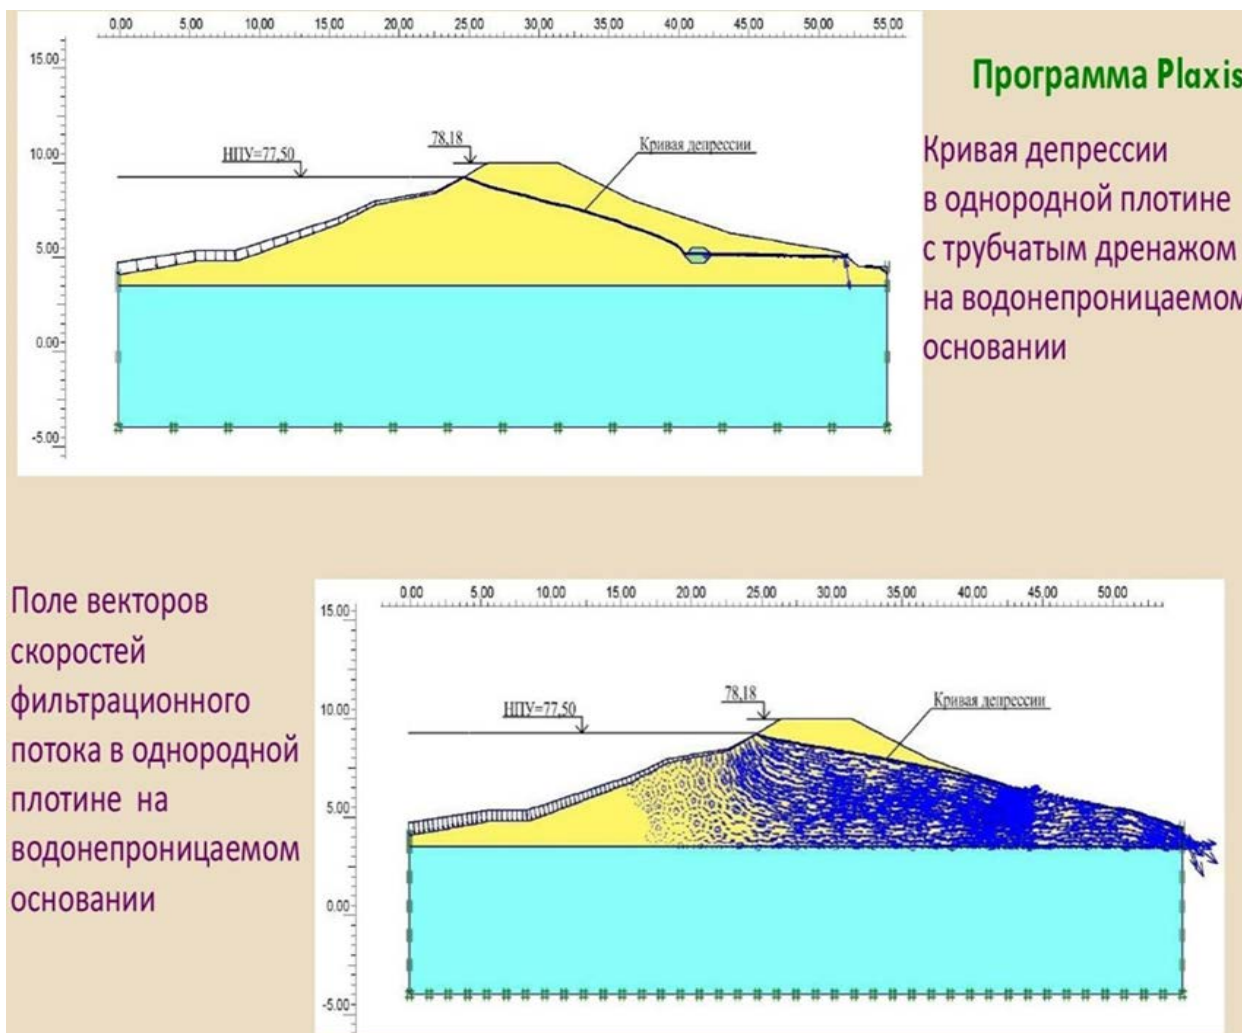 0.00 5.00 10.00 15.00 20.00 25.00 30.00 35.00 40.00 45.00 50.00 55.00
15.00
10.00
5.00
0.00
-5.00
НПУ=77,50
78,18
Кривая депрессии
Программа Plaxis
Кривая депрессии
в однородной плотине
с трубчатым дренажом
на водонепроницаемом
основании
Поле векторов
скоростей
фильтрационного
потока в однородной
плотине на
водонепроницаемом
основании
0.00 5.00 10.00 15.00 20.00 25.00 30.00 35.00 40.00 45.00 50.00
15.00
10.00
5.00
0.00
-5.00
НПУ=77,50
78,18
Кривая депрессии